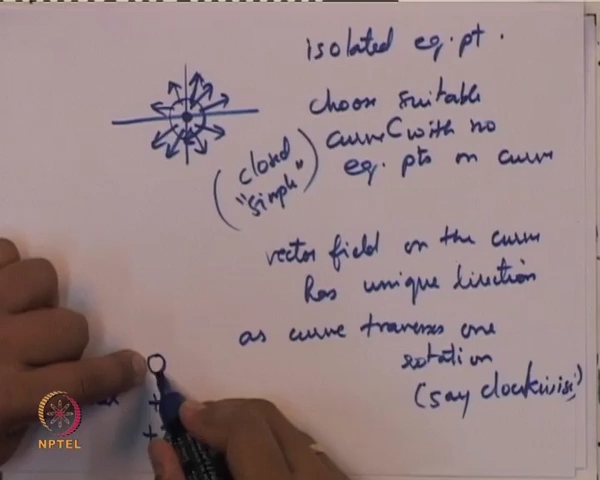 isolated eq. pt.
choose suitable
curve C with no
eq. pts on curve
(closed
"simple")
vector field on the curve
has unique direction
as curve traverses one
rotation
(say clockwise)
NPTEL